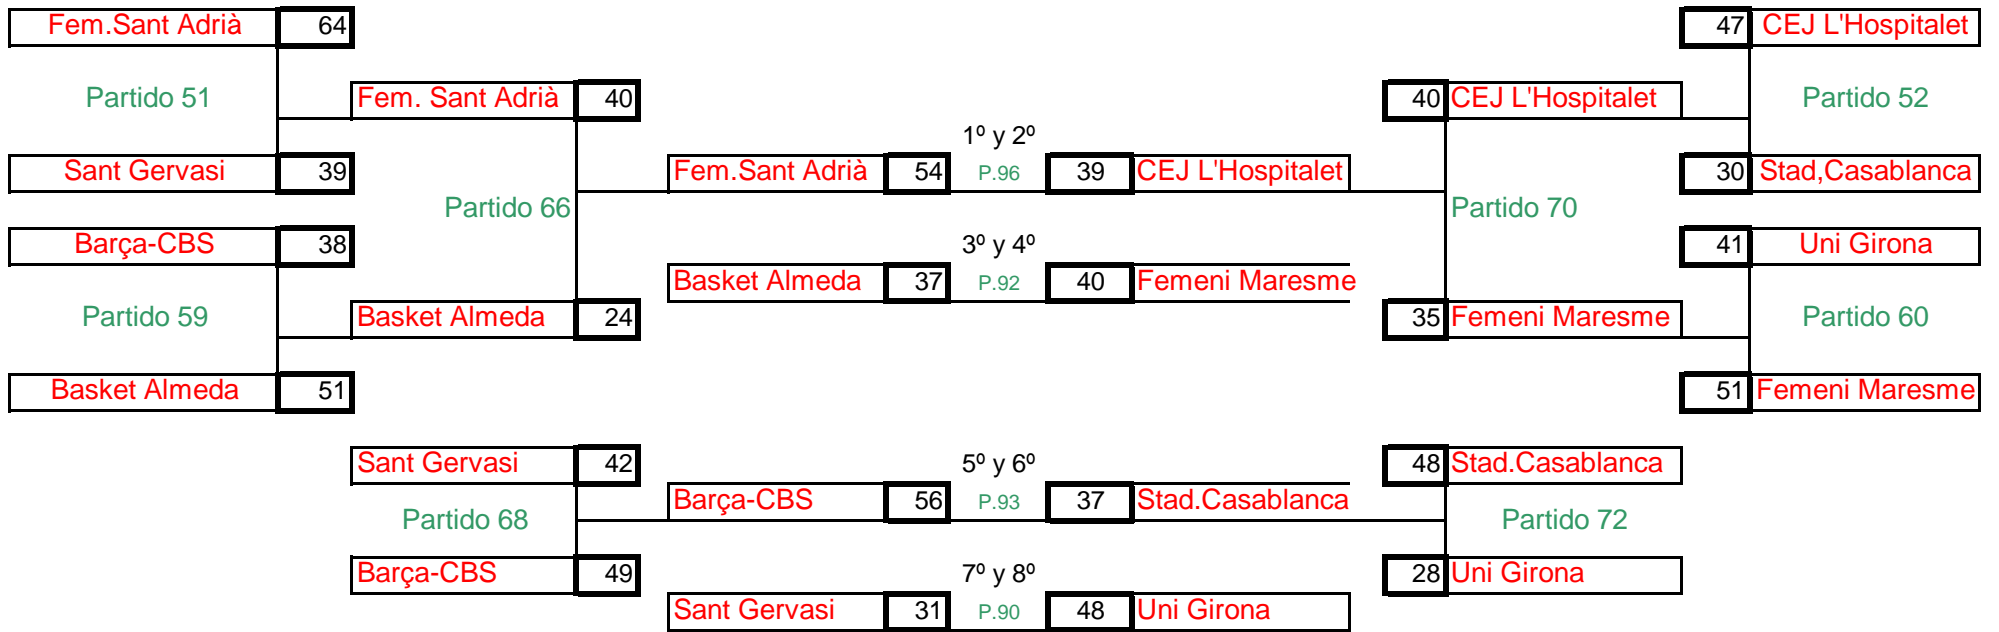 Fem.Sant Adrià 64 47 CEJ L'Hospitalet
Partido 51 Fem. Sant Adrià 40 40 CEJ L'Hospitalet Partido 52
1º y 2º
Sant Gervasi 39 Fem.Sant Adrià 54 P.96 39 CEJ L'Hospitalet 30 Stad,Casablanca
Partido 66 Partido 70
Barça-CBS 38 3º y 4º 41 Uni Girona
Basket Almeda 37 P.92 40 Femeni Maresme
Partido 59 Basket Almeda 24 35 Femeni Maresme Partido 60
Basket Almeda 51 51 Femeni Maresme
Sant Gervasi 42 5º y 6º 48 Stad.Casablanca
Barça-CBS 56 P.93 37 Stad.Casablanca
Partido 68 Partido 72
Barça-CBS 49 7º y 8º 28 Uni Girona
Sant Gervasi 31 P.90 48 Uni Girona